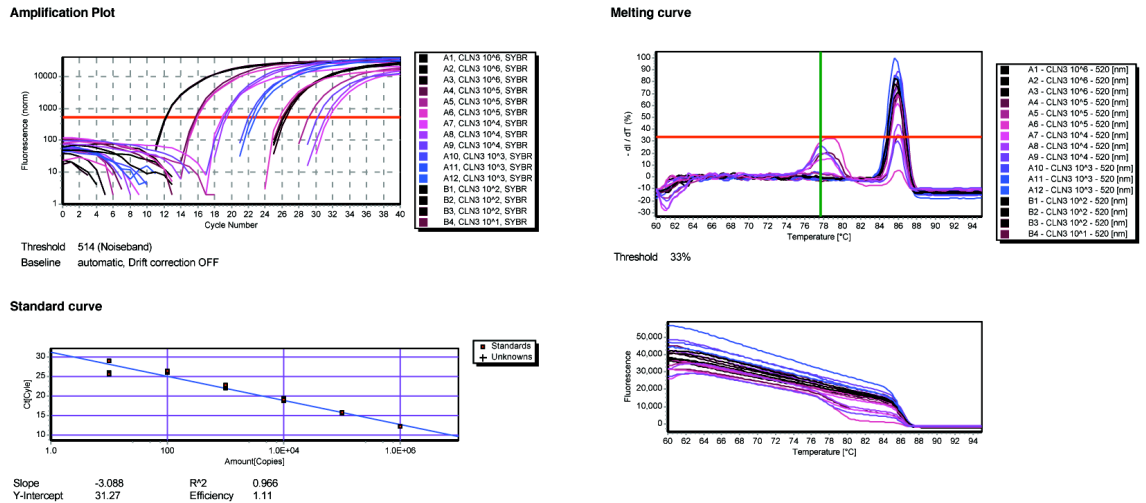 Amplification Plot
Fluorescence (norm)
10000
1000
100
10
1
0 2 4 6 8 10 12 14 16 18 20 22 24 26 28 30 32 34 36 38 40
Cycle Number
A1, CLN3 10^6, SYBR
A2, CLN3 10^6, SYBR
A3, CLN3 10^6, SYBR
A4, CLN3 10^5, SYBR
A5, CLN3 10^5, SYBR
A6, CLN3 10^5, SYBR
A7, CLN3 10^4, SYBR
A8, CLN3 10^4, SYBR
A9, CLN3 10^4, SYBR
A10, CLN3 10^3, SYBR
A11, CLN3 10^3, SYBR
A12, CLN3 10^3, SYBR
B1, CLN3 10^2, SYBR
B2, CLN3 10^2, SYBR
B3, CLN3 10^2, SYBR
B4, CLN3 10^1, SYBR
Threshold 514 (Noiseband)
Baseline automatic, Drift correction OFF
Melting curve
- dI / dT (%)
100
90
80
70
60
50
40
30
20
10
0
-10
-20
-30
60 62 64 66 68 70 72 74 76 78 80 82 84 86 88 90 92 94
Temperature [°C]
A1 - CLN3 10^6 - 520 [nm]
A2 - CLN3 10^6 - 520 [nm]
A3 - CLN3 10^6 - 520 [nm]
A4 - CLN3 10^5 - 520 [nm]
A5 - CLN3 10^5 - 520 [nm]
A6 - CLN3 10^5 - 520 [nm]
A7 - CLN3 10^4 - 520 [nm]
A8 - CLN3 10^4 - 520 [nm]
A9 - CLN3 10^4 - 520 [nm]
A10 - CLN3 10^3 - 520 [nm]
A11 - CLN3 10^3 - 520 [nm]
A12 - CLN3 10^3 - 520 [nm]
B1 - CLN3 10^2 - 520 [nm]
B2 - CLN3 10^2 - 520 [nm]
B3 - CLN3 10^2 - 520 [nm]
B4 - CLN3 10^1 - 520 [nm]
Threshold 33%
Standard curve
Ct[Cyle]
30
25
20
15
10
1.0 100 1.0E+04 1.0E+06
Amount[Copies]
Standards
Unknowns
Slope -3.088 R^2 0.966
Y-Intercept 31.27 Efficiency 1.11
Fluorescence
50,000
40,000
30,000
20,000
10,000
0
60 62 64 66 68 70 72 74 76 78 80 82 84 86 88 90 92 94
Temperature [°C]